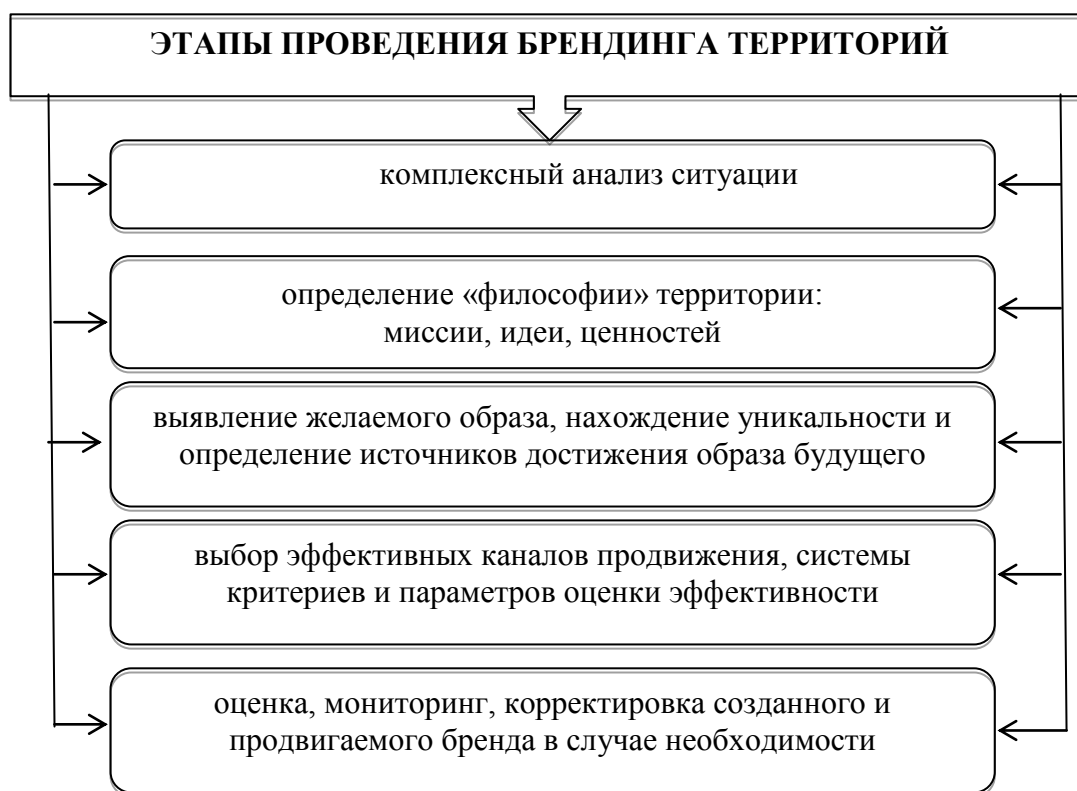 ЭТАПЫ ПРОВЕДЕНИЯ БРЕНДИНГА ТЕРРИТОРИЙ
комплексный анализ ситуации
определение «философии» территории:
миссии, идеи, ценностей
выявление желаемого образа, нахождение уникальности и
определение источников достижения образа будущего
выбор эффективных каналов продвижения, системы
критериев и параметров оценки эффективности
оценка, мониторинг, корректировка созданного и
продвигаемого бренда в случае необходимости